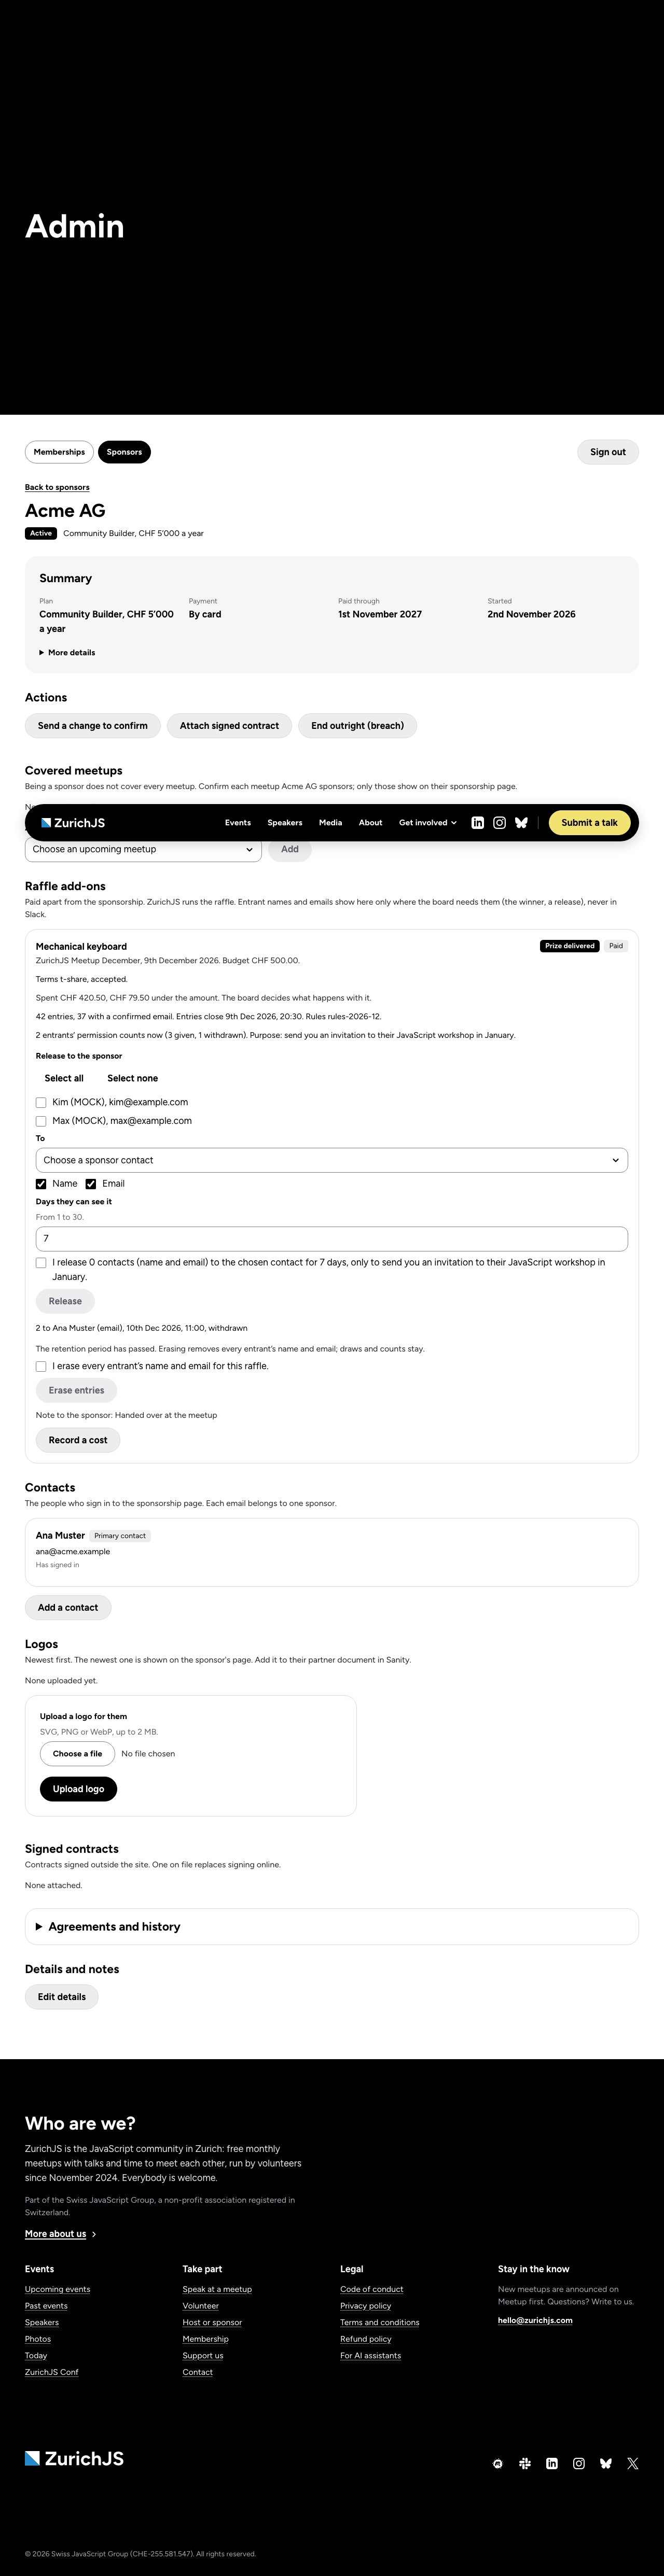 Admin
Memberships
Sponsors
Sign out
Back to sponsors
Acme AG
Active
Community Builder, CHF 5’000 a year
Summary
Plan
Community Builder, CHF 5’000
a year
Payment
By card
Paid through
1st November 2027
Started
2nd November 2026
More details
Actions
Send a change to confirm
Attach signed contract
End outright (breach)
Covered meetups
Being a sponsor does not cover every meetup. Confirm each meetup Acme AG sponsors; only those show on their sponsorship page.
ZurichJS
Events
Speakers
Media
About
Get involved
Submit a talk
Choose an upcoming meetup
Add
Raffle add-ons
Paid apart from the sponsorship. ZurichJS runs the raffle. Entrant names and emails show here only where the board needs them (the winner, a release), never in
Slack.
Mechanical keyboard
Prize delivered
Paid
ZurichJS Meetup December, 9th December 2026. Budget CHF 500.00.
Terms t-share, accepted.
Spent CHF 420.50, CHF 79.50 under the amount. The board decides what happens with it.
42 entries, 37 with a confirmed email. Entries close 9th Dec 2026, 20:30. Rules rules-2026-12.
2 entrants’ permission counts now (3 given, 1 withdrawn). Purpose: send you an invitation to their JavaScript workshop in January.
Release to the sponsor
Select all
Select none
Kim (MOCK), kim@example.com
Max (MOCK), max@example.com
To
Choose a sponsor contact
Name
Email
Days they can see it
From 1 to 30.
7
I release 0 contacts (name and email) to the chosen contact for 7 days, only to send you an invitation to their JavaScript workshop in
January.
Release
2 to Ana Muster (email), 10th Dec 2026, 11:00, withdrawn
The retention period has passed. Erasing removes every entrant’s name and email; draws and counts stay.
I erase every entrant’s name and email for this raffle.
Erase entries
Note to the sponsor: Handed over at the meetup
Record a cost
Contacts
The people who sign in to the sponsorship page. Each email belongs to one sponsor.
Ana Muster
Primary contact
ana@acme.example
Has signed in
Add a contact
Logos
Newest first. The newest one is shown on the sponsor’s page. Add it to their partner document in Sanity.
None uploaded yet.
Upload a logo for them
SVG, PNG or WebP, up to 2 MB.
Choose a file
No file chosen
Upload logo
Signed contracts
Contracts signed outside the site. One on file replaces signing online.
None attached.
Agreements and history
Details and notes
Edit details
Who are we?
ZurichJS is the JavaScript community in Zurich: free monthly
meetups with talks and time to meet each other, run by volunteers
since November 2024. Everybody is welcome.
Part of the Swiss JavaScript Group, a non-profit association registered in
Switzerland.
More about us
Events
Upcoming events
Past events
Speakers
Photos
Today
ZurichJS Conf
Take part
Speak at a meetup
Volunteer
Host or sponsor
Membership
Support us
Contact
Legal
Code of conduct
Privacy policy
Terms and conditions
Refund policy
For AI assistants
Stay in the know
New meetups are announced on
Meetup first. Questions? Write to us.
hello@zurichjs.com
ZurichJS
© 2026 Swiss JavaScript Group (CHE-255.581.547). All rights reserved.